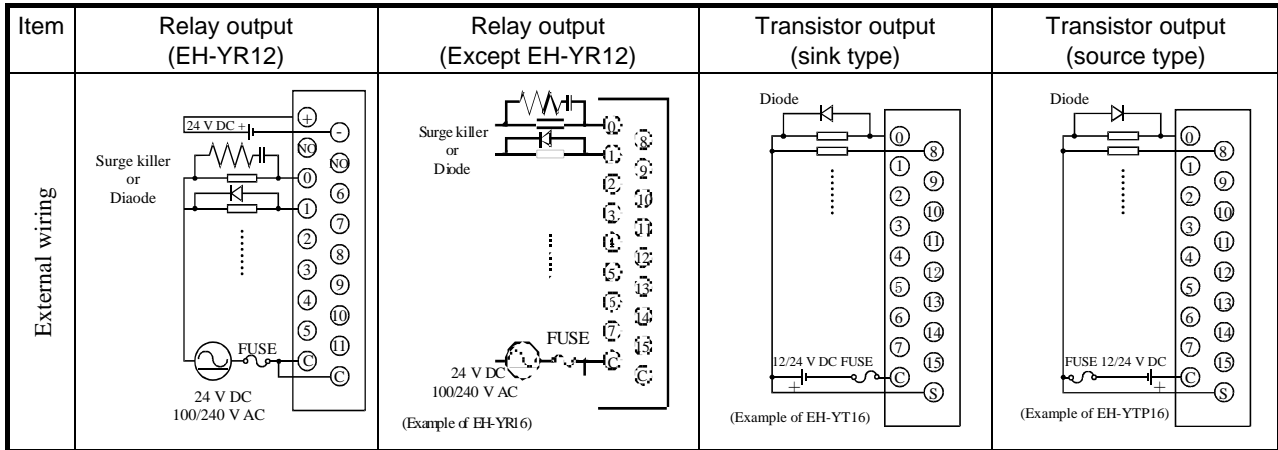 Item
Relay output
(EH-YR12)
Relay output
(Except EH-YR12)
Transistor output
(sink type)
Transistor output
(source type)
External wiring
24 V DC +
+
-
NO
NO
0
6
1
7
2
8
3
9
4
10
5
11
C
C
Surge killer
or
Diaode
FUSE
24 V DC
100/240 V AC
Surge killer
or
Diode
0
8
1
9
2
10
3
11
4
12
5
13
6
14
7
15
C
C
FUSE
24 V DC
100/240 V AC
(Example of EH-YR16)
Diode
0
8
1
9
2
10
3
11
4
12
5
13
6
14
7
15
C
S
12/24 V DC FUSE
+
(Example of EH-YT16)
Diode
0
8
1
9
2
10
3
11
4
12
5
13
6
14
7
15
C
S
FUSE 12/24 V DC
+
(Example of EH-YTP16)